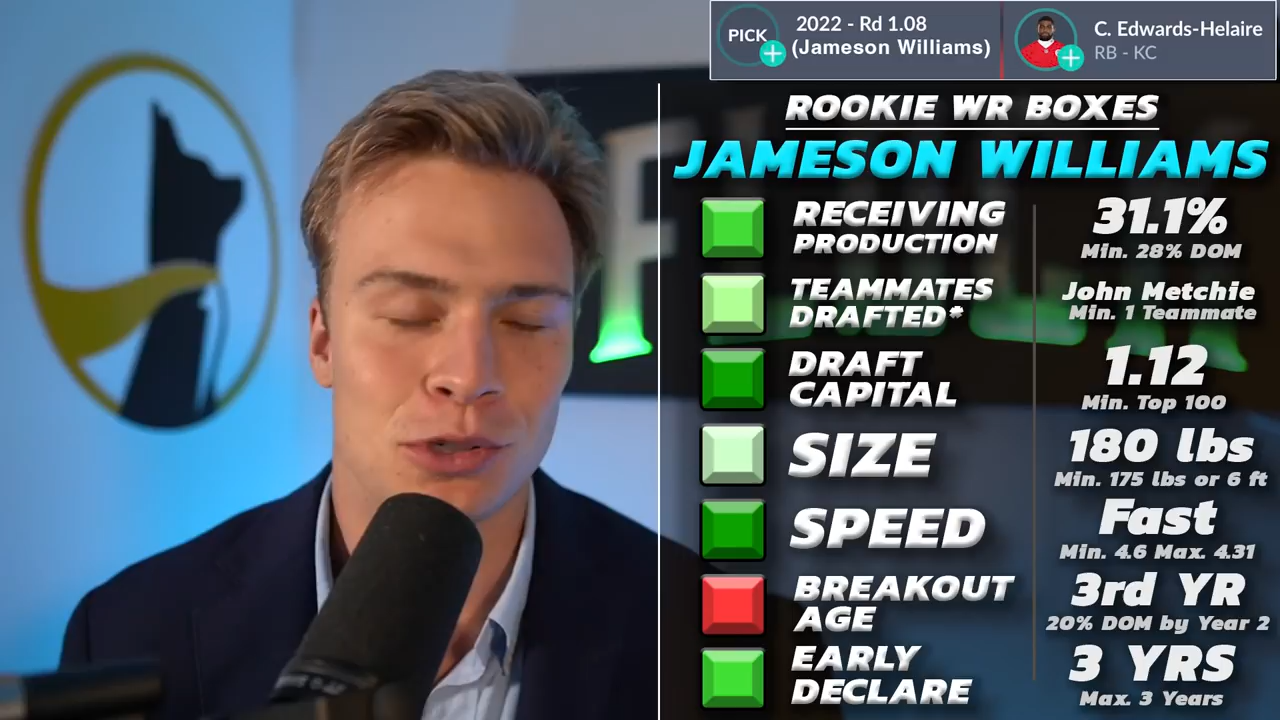 PICK
2022 - Rd 1.08
(Jameson Williams)
C. Edwards-Helaire
RB - KC
ROOKIE WR BOXES
JAMESON WILLIAMS
RECEIVING
PRODUCTION
31.1%
Min. 28% DOM
TEAMMATES
DRAFTED*
John Metchie
Min. 1 Teammate
DRAFT
CAPITAL
1.12
Min. Top 100
SIZE
180 lbs
Min. 175 lbs or 6 ft
SPEED
Fast
Min. 4.6 Max. 4.31
BREAKOUT
AGE
3rd YR
20% DOM by Year 2
EARLY
DECLARE
3 YRS
Max. 3 Years